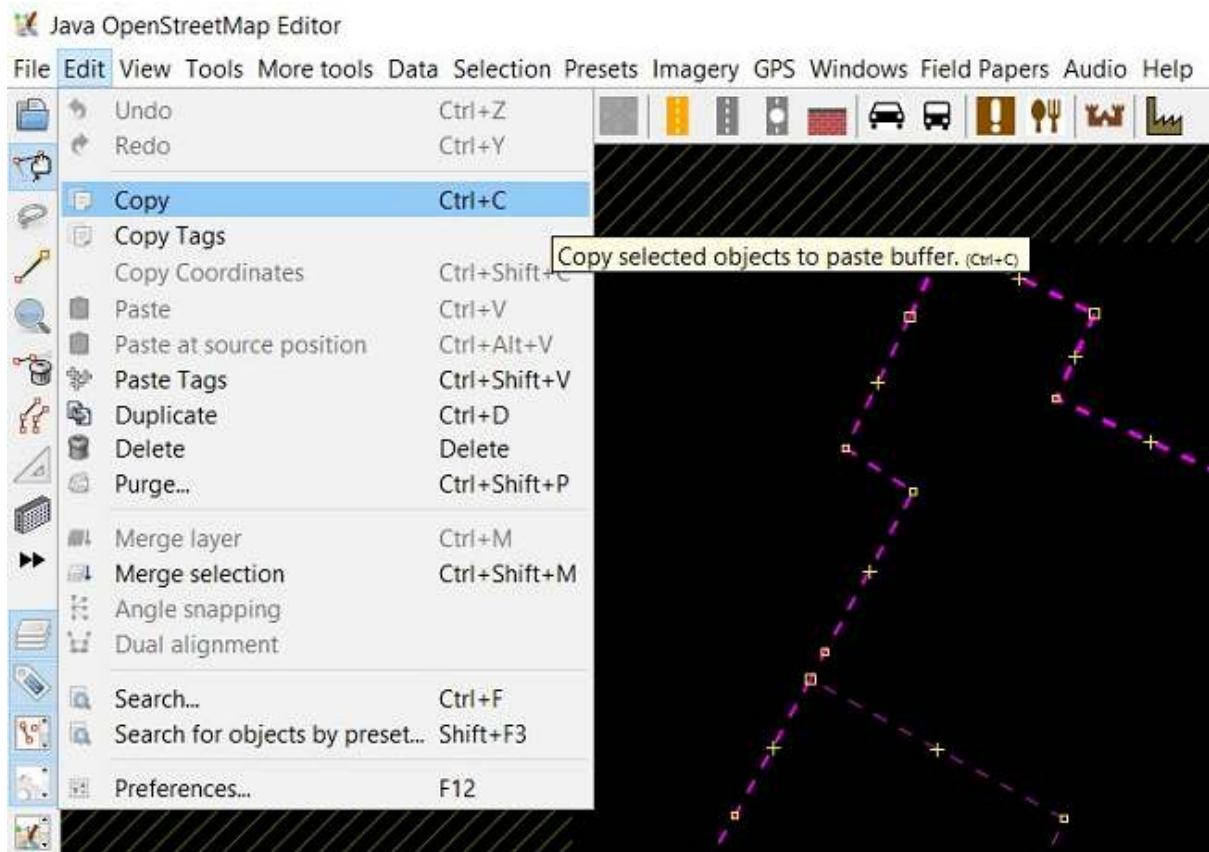 Java OpenStreetMap Editor
File Edit View Tools More tools Data Selection Presets Imagery GPS Windows Field Papers Audio Help
Undo Ctrl+Z
Redo Ctrl+Y
Copy Ctrl+C
Copy Tags
Copy selected objects to paste buffer. (Ctrl+C)
Copy Coordinates Ctrl+Shift+C
Paste Ctrl+V
Paste at source position Ctrl+Alt+V
Paste Tags Ctrl+Shift+V
Duplicate Ctrl+D
Delete Delete
Purge... Ctrl+Shift+P
Merge layer Ctrl+M
Merge selection Ctrl+Shift+M
Angle snapping
Dual alignment
Search... Ctrl+F
Search for objects by preset... Shift+F3
Preferences... F12